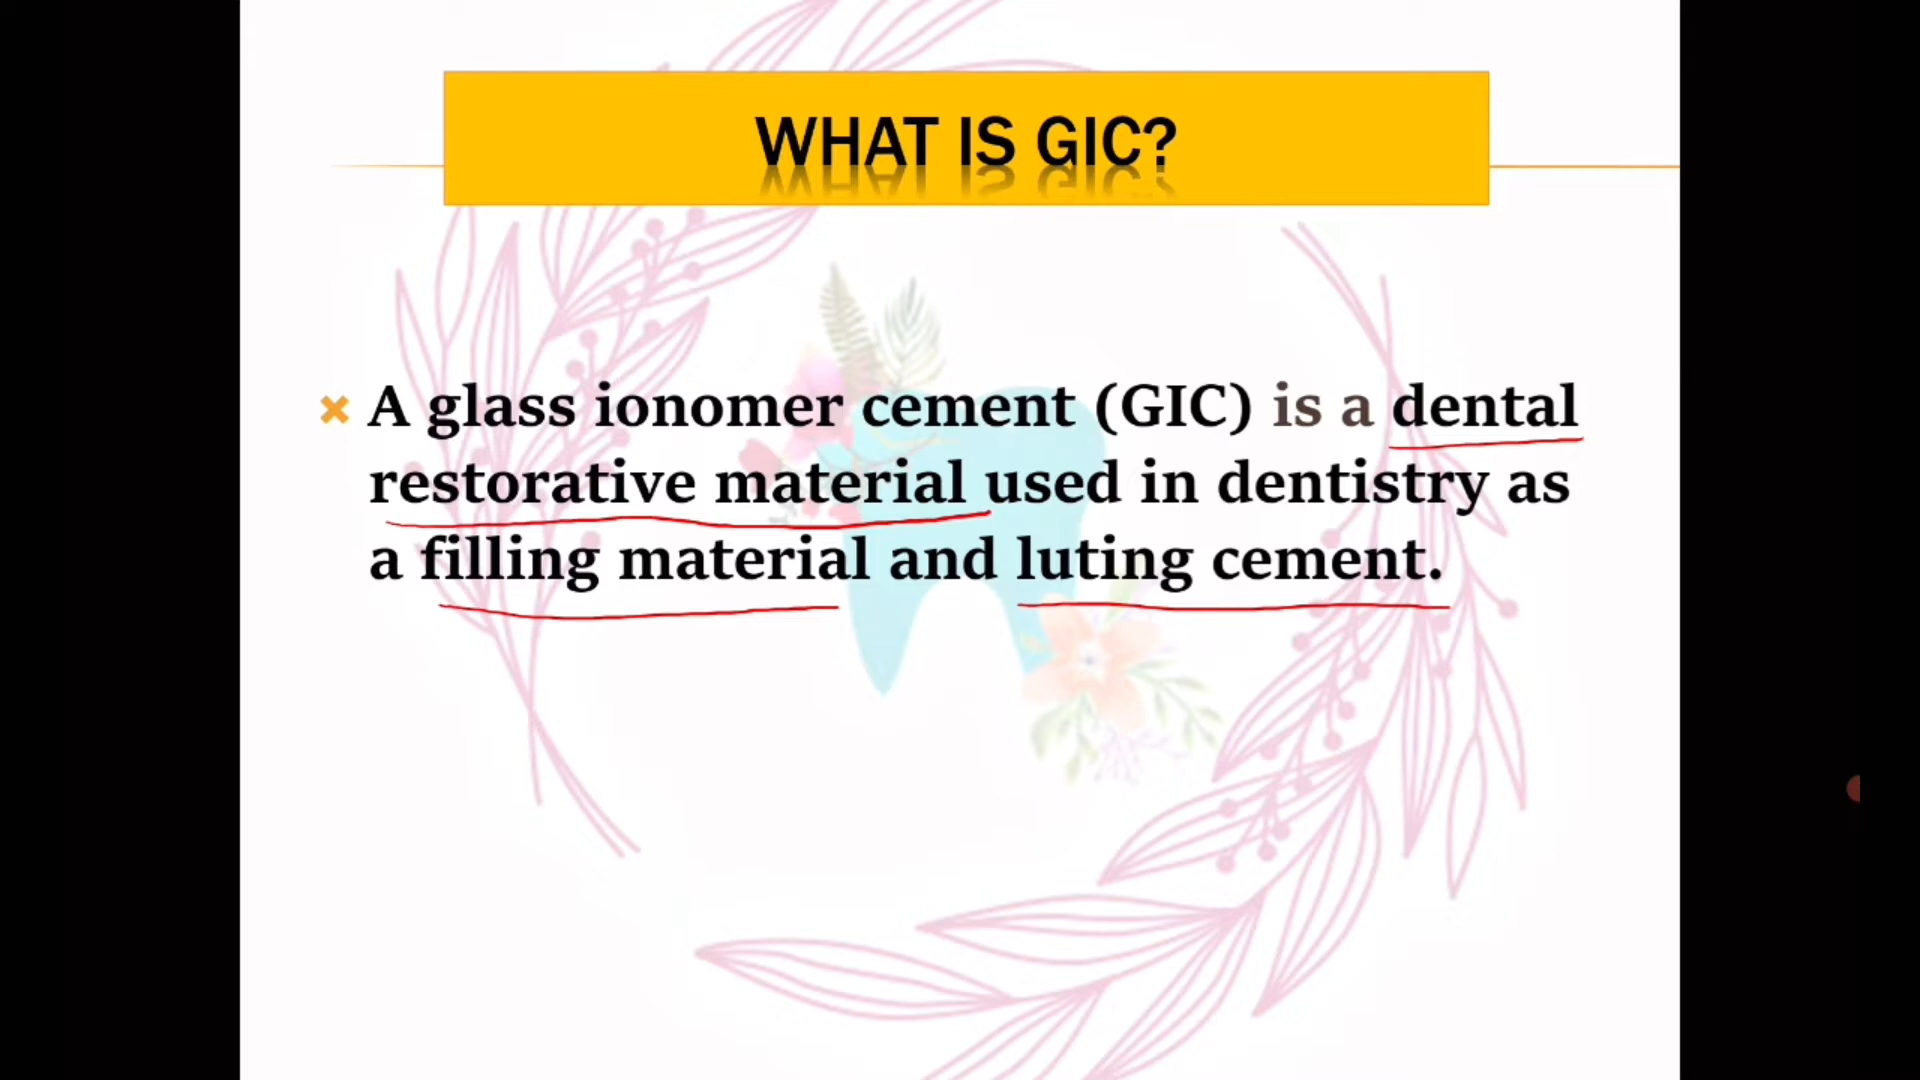 WHAT IS GIC?
A glass ionomer cement (GIC) is a dental
restorative material used in dentistry as
a filling material and luting cement.